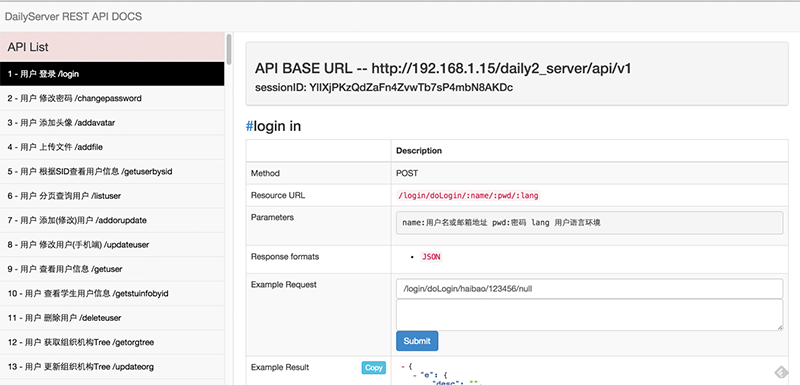 DailyServer REST API DOCS
API List
1 - 用户 登录 /login
2 - 用户 修改密码 /changepassword
3 - 用户 添加头像 /addavatar
4 - 用户 上传文件 /addfile
5 - 用户 根据SID查看用户信息 /getuserbysid
6 - 用户 分页查询用户 /listuser
7 - 用户 添加(修改)用户 /addorupdate
8 - 用户 修改用户(手机端) /updateuser
9 - 用户 查看用户信息 /getuser
10 - 用户 查看学生用户信息 /getstuinfobyid
11 - 用户 删除用户 /deleteuser
12 - 用户 获取组织机构Tree /getorgtree
13 - 用户 更新组织机构Tree /updateorg
API BASE URL -- http://192.168.1.15/daily2_server/api/v1
sessionID: YlIXjPKzQdZaFn4ZvwTb7sP4mbN8AKDc
#login in
Description
Method POST
Resource URL /login/doLogin/:name/:pwd/:lang
Parameters name:用户名或邮箱地址 pwd:密码 lang 用户语言环境
Response formats JSON
Example Request /login/doLogin/haibao/123456/null
Submit
Example Result Copy - {
- "e": {
"desc": "",